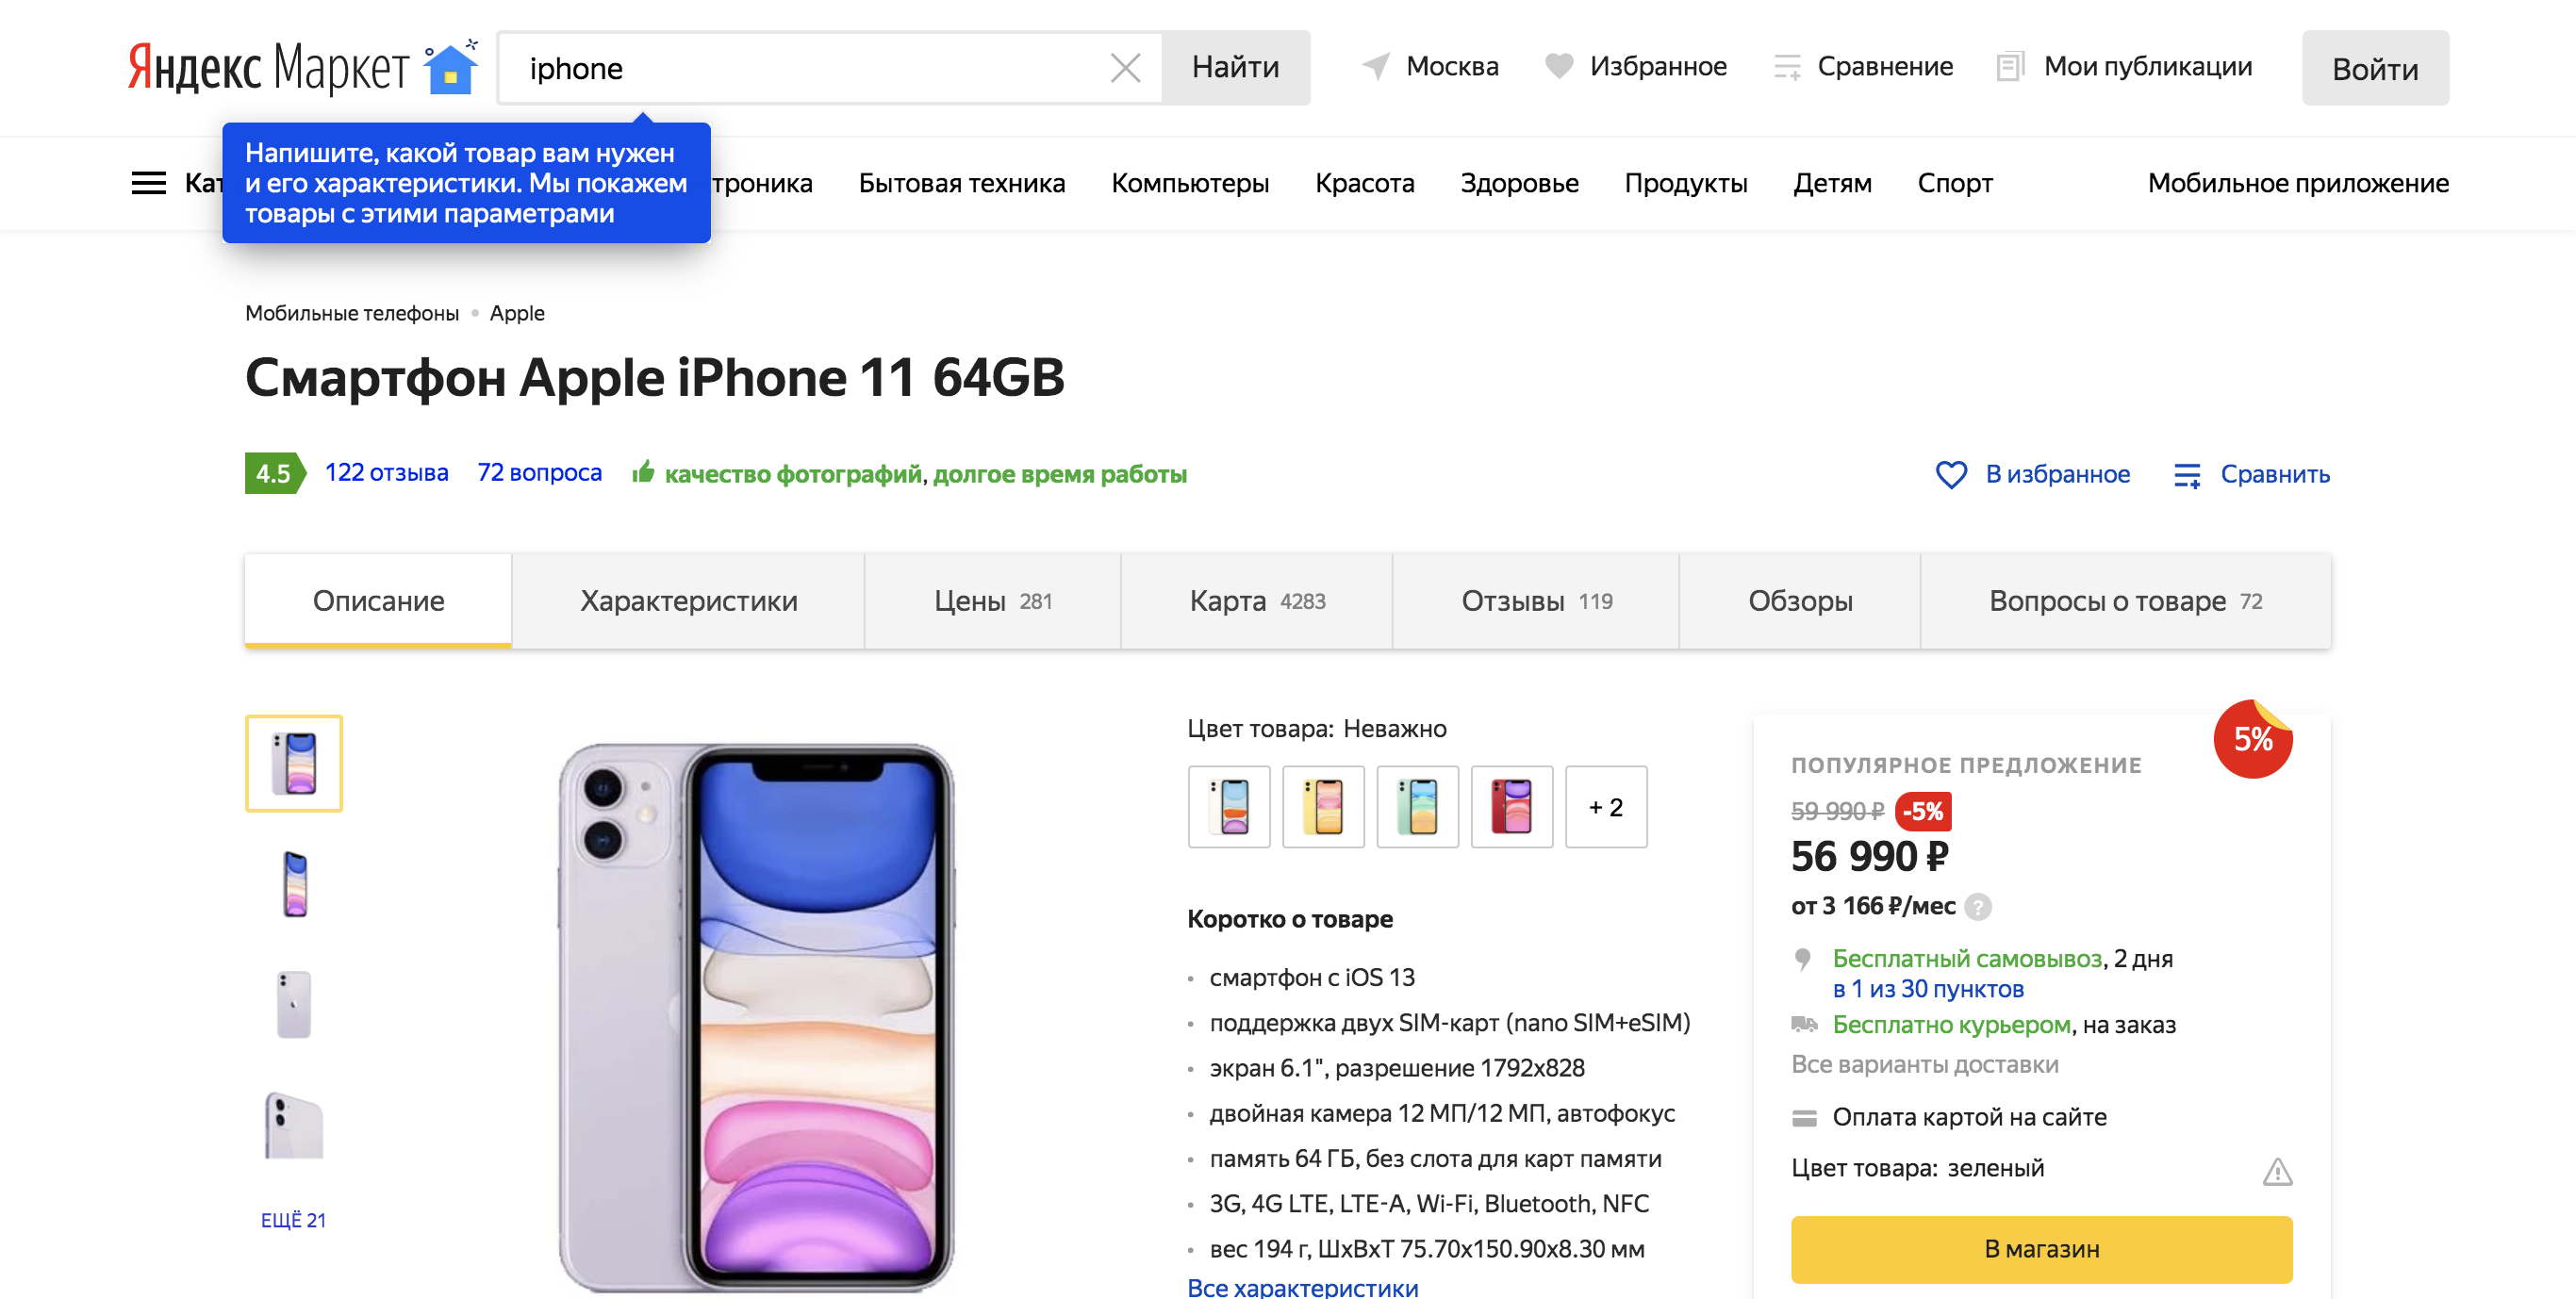 Яндекс Маркет
iphone
Найти
Москва
Избранное
Сравнение
Мои публикации
Войти
Напишите, какой товар вам нужен
и его характеристики. Мы покажем
товары с этими параметрами
Кат
троника
Бытовая техника
Компьютеры
Красота
Здоровье
Продукты
Детям
Спорт
Мобильное приложение
Мобильные телефоны • Apple
Смартфон Apple iPhone 11 64GB
4.5
122 отзыва
72 вопроса
качество фотографий, долгое время работы
В избранное
Сравнить
Описание
Характеристики
Цены 281
Карта 4283
Отзывы 119
Обзоры
Вопросы о товаре 72
ЕЩЁ 21
Цвет товара: Неважно
+ 2
Коротко о товаре
• смартфон с iOS 13
• поддержка двух SIM-карт (nano SIM+eSIM)
• экран 6.1", разрешение 1792x828
• двойная камера 12 МП/12 МП, автофокус
• память 64 ГБ, без слота для карт памяти
• 3G, 4G LTE, LTE-A, Wi-Fi, Bluetooth, NFC
• вес 194 г, ШxВxТ 75.70x150.90x8.30 мм
Все характеристики
5%
ПОПУЛЯРНОЕ ПРЕДЛОЖЕНИЕ
59 990 ₽ -5%
56 990 ₽
от 3 166 ₽/мес ?
Бесплатный самовывоз, 2 дня
в 1 из 30 пунктов
Бесплатно курьером, на заказ
Все варианты доставки
Оплата картой на сайте
Цвет товара: зеленый
В магазин